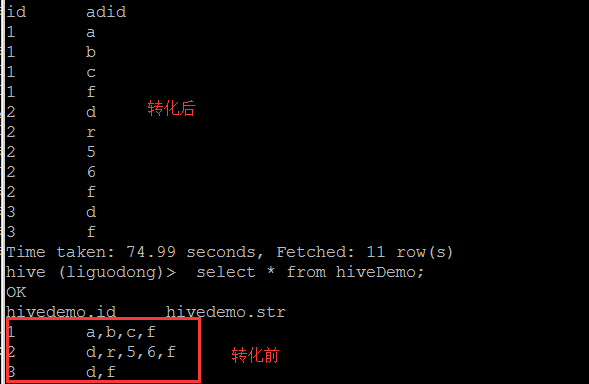 id adid
1 a
1 b
1 c
1 f
2 d
转化后
2 r
2 5
2 6
2 f
3 d
3 f
Time taken: 74.99 seconds, Fetched: 11 row(s)
hive (liguodong)> select * from hiveDemo;
OK
hivedemo.id hivedemo.str
1 a,b,c,f
2 d,r,5,6,f
转化前
3 d,f